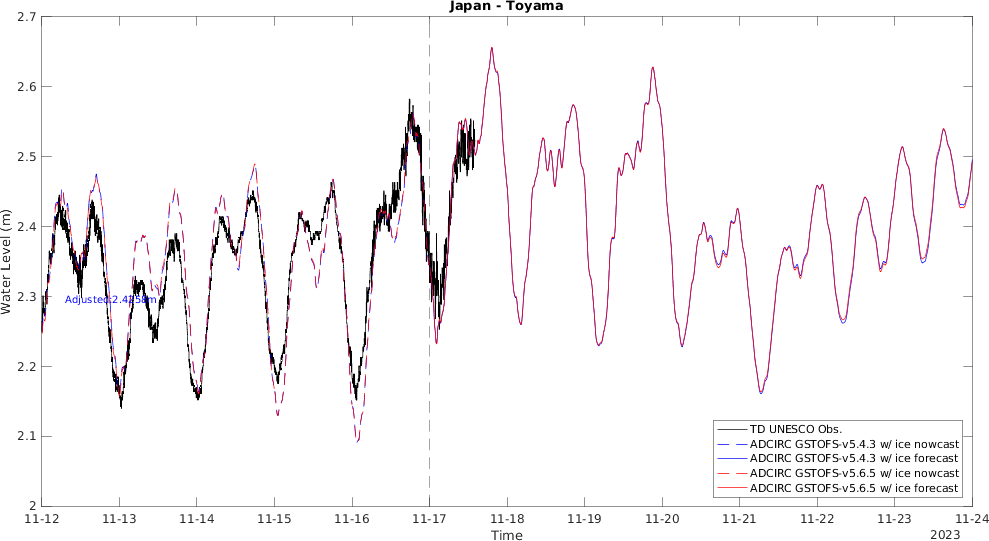 Japan - Toyama
2.7
2.6
2.5
2.4
2.3
2.2
2.1
2
Water Level (m)
Adjusted:2.4258m
TD UNESCO Obs.
ADCIRC GSTOFS-v5.4.3 w/ ice nowcast
ADCIRC GSTOFS-v5.4.3 w/ ice forecast
ADCIRC GSTOFS-v5.6.5 w/ ice nowcast
ADCIRC GSTOFS-v5.6.5 w/ ice forecast
11-12 11-13 11-14 11-15 11-16 11-17 11-18 11-19 11-20 11-21 11-22 11-23 11-24
Time
2023